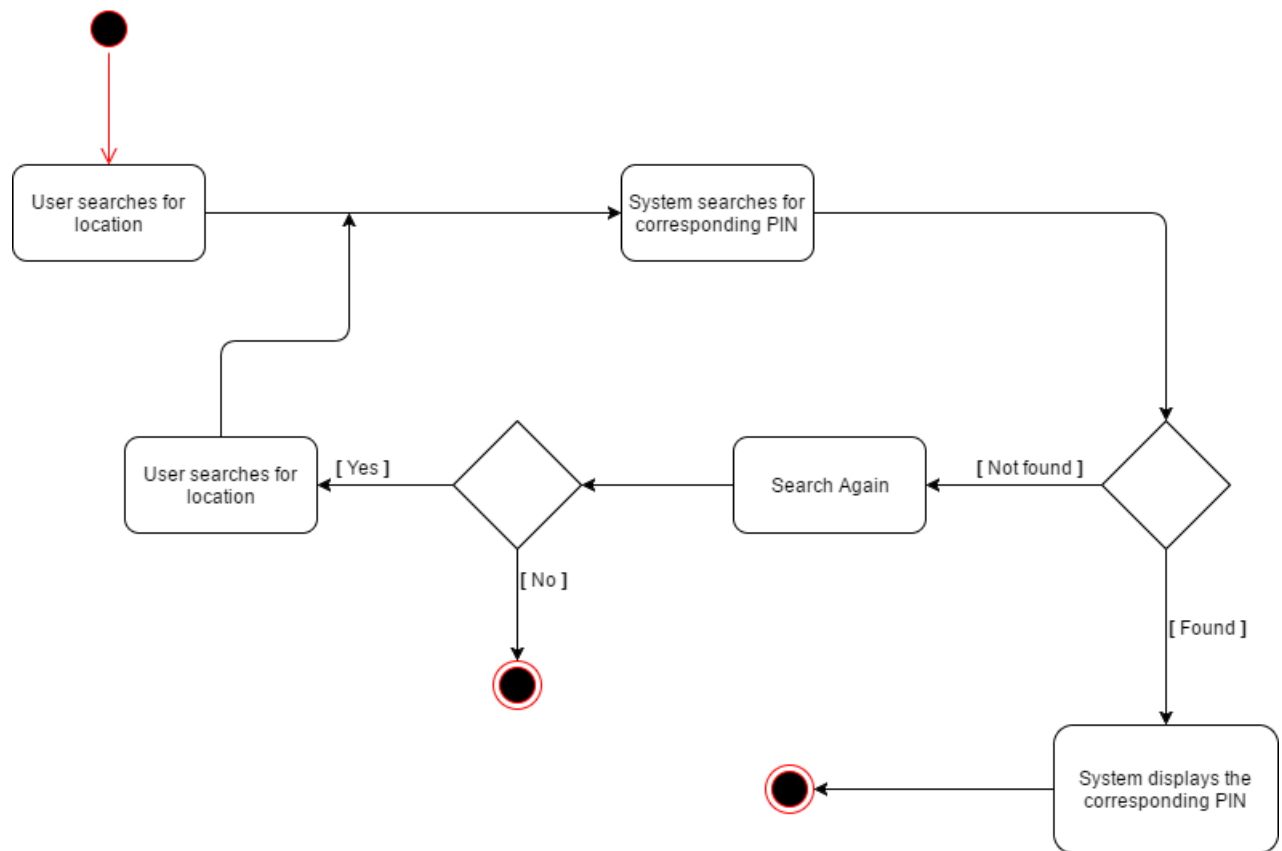 User searches for
location
System searches for
corresponding PIN
User searches for
location
[ Yes ]
Search Again
[ Not found ]
[ No ]
[ Found ]
System displays the
corresponding PIN